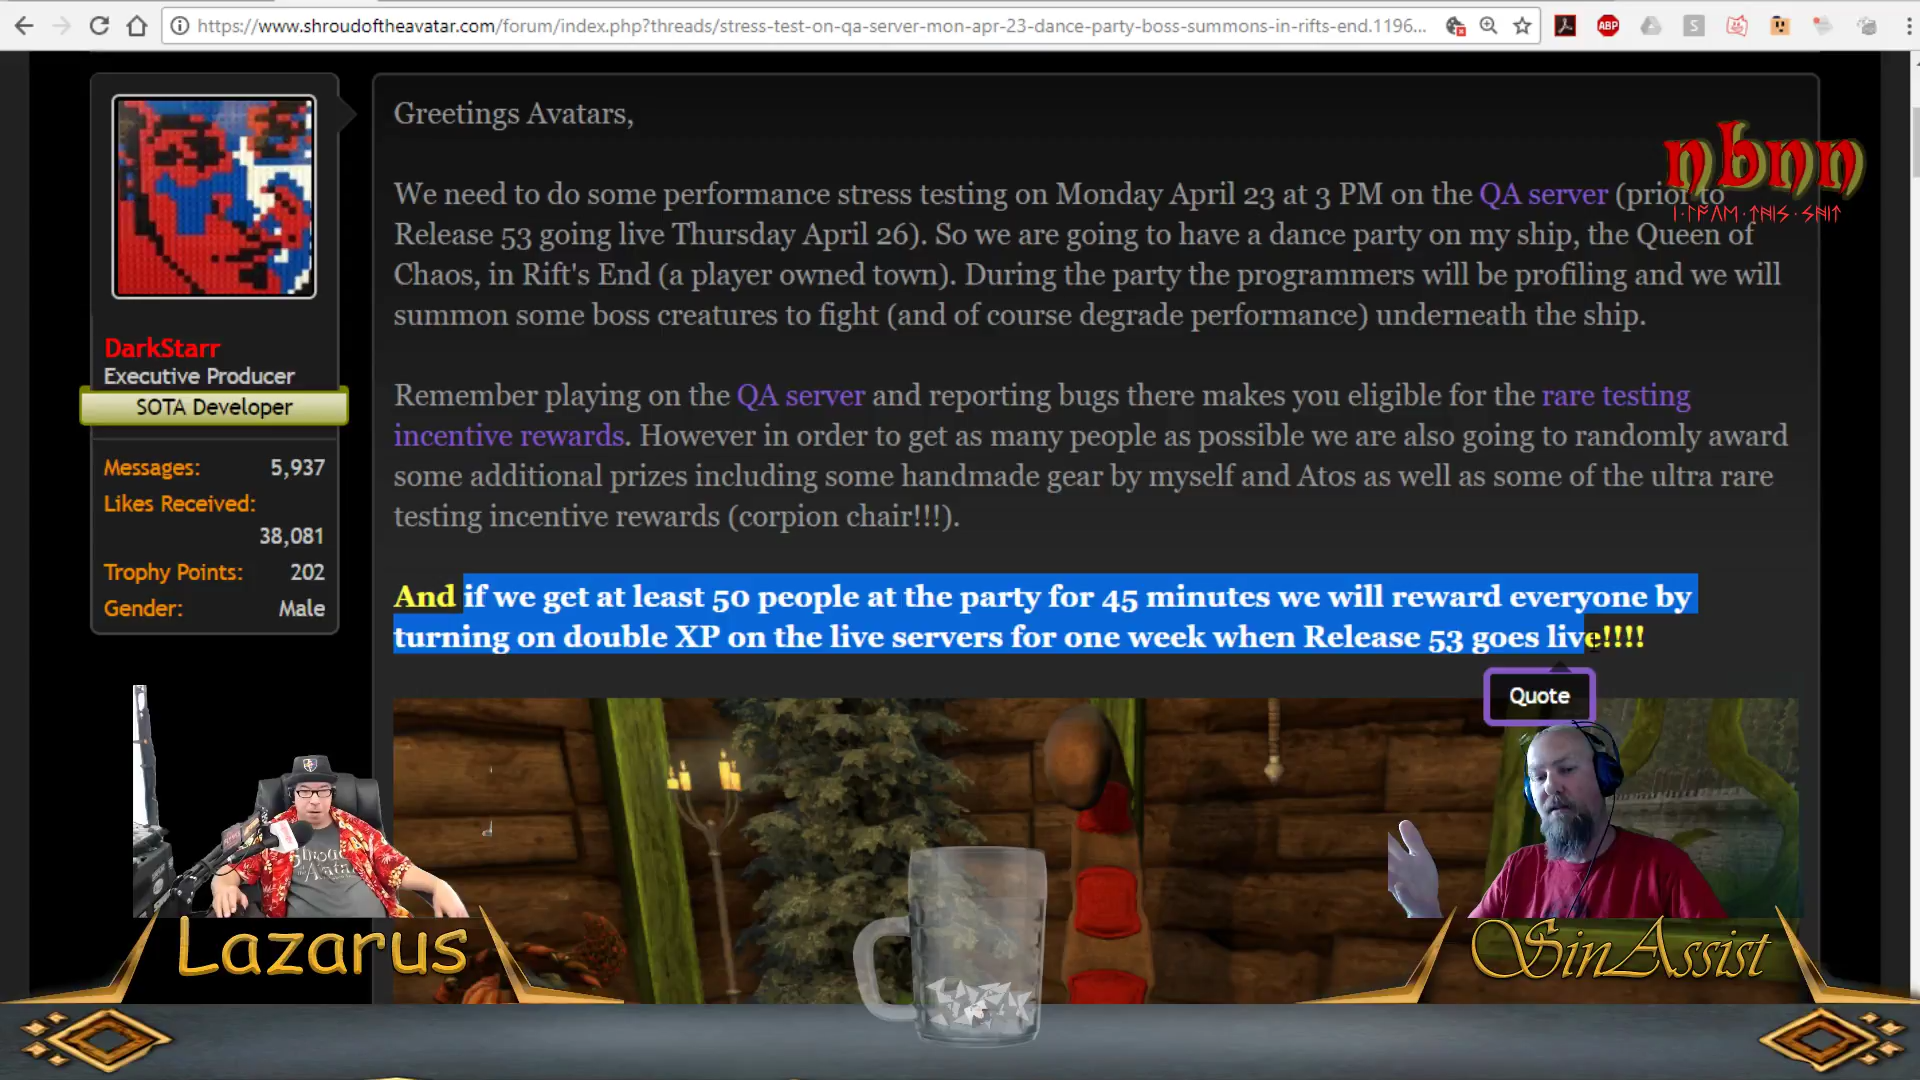 https://www.shroudoftheavatar.com/forum/index.php?threads/stress-test-on-qa-server-mon-apr-23-dance-party-boss-summons-in-rifts-end.1196...
ABP
S
Greetings Avatars,
nbnn
We need to do some performance stress testing on Monday April 23 at 3 PM on the QA server (prior to
Release 53 going live Thursday April 26). So we are going to have a dance party on my ship, the Queen of
Chaos, in Rift's End (a player owned town). During the party the programmers will be profiling and we will
summon some boss creatures to fight (and of course degrade performance) underneath the ship.
DarkStarr
Executive Producer
SOTA Developer
Messages: 5,937
Likes Received:
38,081
Trophy Points: 202
Gender: Male
Remember playing on the QA server and reporting bugs there makes you eligible for the rare testing
incentive rewards. However in order to get as many people as possible we are also going to randomly award
some additional prizes including some handmade gear by myself and Atos as well as some of the ultra rare
testing incentive rewards (corpion chair!!!).
And if we get at least 50 people at the party for 45 minutes we will reward everyone by
turning on double XP on the live servers for one week when Release 53 goes live!!!!
Quote
Shroud
Avatar
Lazarus
SinAssist